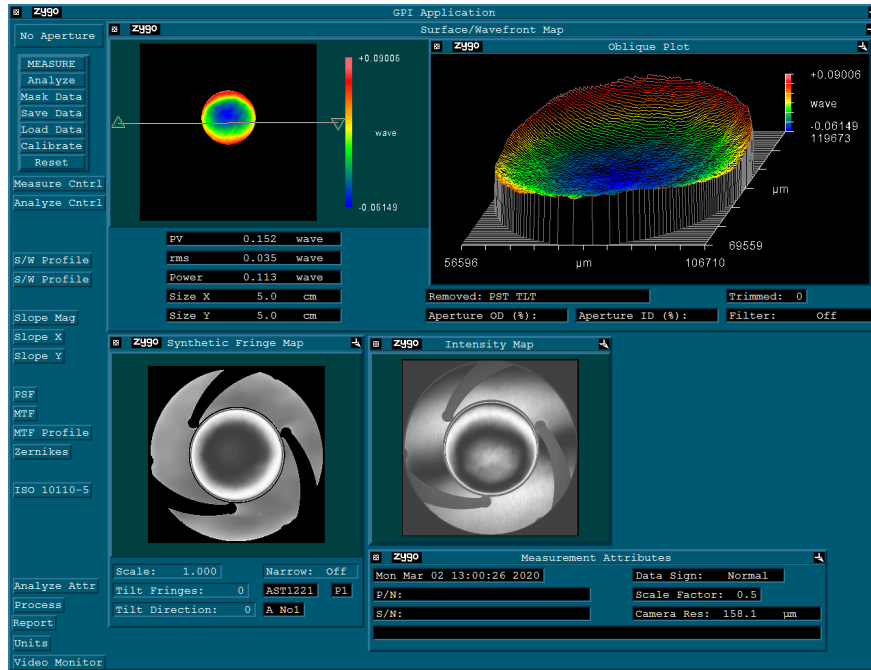 zygo GPI Application
No Aperture
MEASURE
Analyze
Mask Data
Save Data
Load Data
Calibrate
Reset
Measure Cntrl
Analyze Cntrl
S/W Profile
S/W Profile
Slope Mag
Slope X
Slope Y
PSF
MTF
MTF Profile
Zernikes
ISO 10110-5
Analyze Attr
Process
Report
Units
Video Monitor
zygo Surface/Wavefront Map
+0.09006
wave
-0.06149
PV 0.152 wave
rms 0.035 wave
Power 0.113 wave
Size X 5.0 cm
Size Y 5.0 cm
zygo Oblique Plot
+0.09006
wave
-0.06149
119673
µm
69559
56596 µm 106710
Removed: PST TLT Trimmed: 0
Aperture OD (%): Aperture ID (%): Filter: Off
zygo Synthetic Fringe Map
Scale: 1.000 Narrow: Off
Tilt Fringes: 0 AST1221 P1
Tilt Direction: 0 A No1
zygo Intensity Map
zygo Measurement Attributes
Mon Mar 02 13:00:26 2020 Data Sign: Normal
P/N: Scale Factor: 0.5
S/N: Camera Res: 158.1 µm